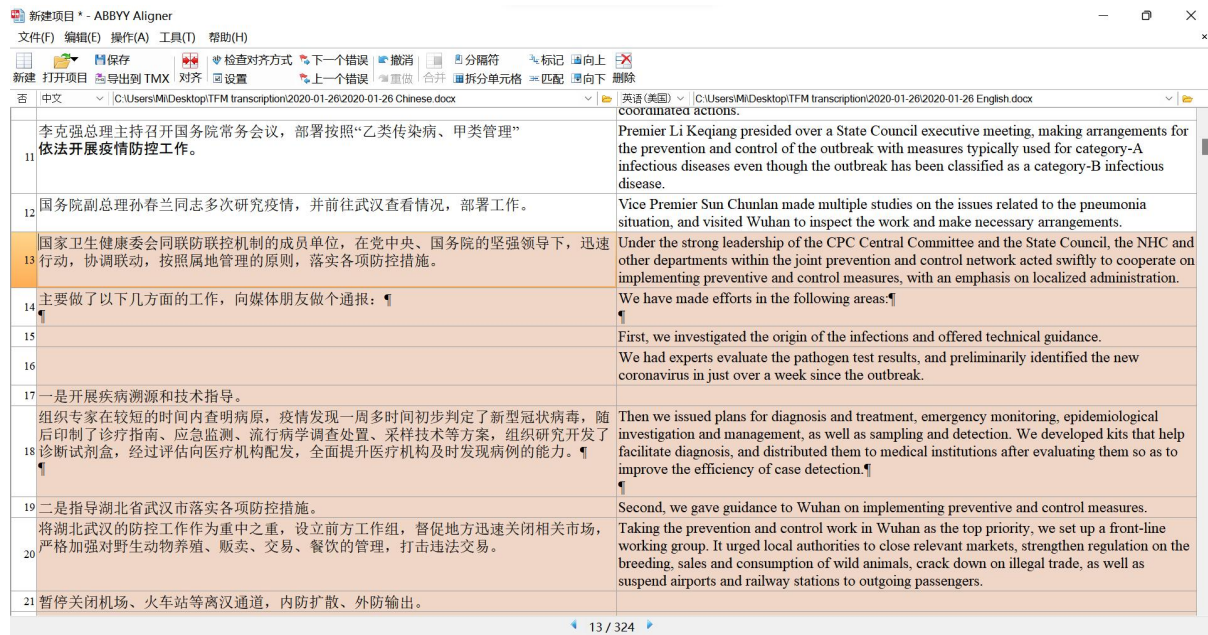 新建项目 * - ABBYY Aligner
文件(F) 编辑(E) 操作(A) 工具(T) 帮助(H)
新建 打开项目 保存 导出到 TMX 对齐 检查对齐方式 设置 下一个错误 上一个错误 撤消 重做 合并 分隔符 拆分单元格 标记 匹配 向上 向下 删除
否 中文 C:\Users\Mi\Desktop\TFM transcription\2020-01-26\2020-01-26 Chinese.docx 英语(美国) C:\Users\Mi\Desktop\TFM transcription\2020-01-26\2020-01-26 English.docx
coordinated actions.
11
李克强总理主持召开国务院常务会议，部署按照“乙类传染病、甲类管理”
依法开展疫情防控工作。
Premier Li Keqiang presided over a State Council executive meeting, making arrangements for
the prevention and control of the outbreak with measures typically used for category-A
infectious diseases even though the outbreak has been classified as a category-B infectious
disease.
12
国务院副总理孙春兰同志多次研究疫情，并前往武汉查看情况，部署工作。
Vice Premier Sun Chunlan made multiple studies on the issues related to the pneumonia
situation, and visited Wuhan to inspect the work and make necessary arrangements.
13
国家卫生健康委会同联防联控机制的成员单位，在党中央、国务院的坚强领导下，迅速
行动，协调联动，按照属地管理的原则，落实各项防控措施。
Under the strong leadership of the CPC Central Committee and the State Council, the NHC and
other departments within the joint prevention and control network acted swiftly to cooperate on
implementing preventive and control measures, with an emphasis on localized administration.
14
主要做了以下几方面的工作，向媒体朋友做个通报：¶
¶
We have made efforts in the following areas:¶
¶
15
First, we investigated the origin of the infections and offered technical guidance.
16
We had experts evaluate the pathogen test results, and preliminarily identified the new
coronavirus in just over a week since the outbreak.
17
一是开展疾病溯源和技术指导。
18
组织专家在较短的时间内查明病原，疫情发现一周多时间初步判定了新型冠状病毒，随
后印制了诊疗指南、应急监测、流行病学调查处置、采样技术等方案，组织研究开发了
诊断试剂盒，经过评估向医疗机构配发，全面提升医疗机构及时发现病例的能力。¶
¶
Then we issued plans for diagnosis and treatment, emergency monitoring, epidemiological
investigation and management, as well as sampling and detection. We developed kits that help
facilitate diagnosis, and distributed them to medical institutions after evaluating them so as to
improve the efficiency of case detection.¶
¶
19
二是指导湖北省武汉市落实各项防控措施。
Second, we gave guidance to Wuhan on implementing preventive and control measures.
20
将湖北武汉的防控工作作为重中之重，设立前方工作组，督促地方迅速关闭相关市场，
严格加强对野生动物养殖、贩卖、交易、餐饮的管理，打击违法交易。
Taking the prevention and control work in Wuhan as the top priority, we set up a front-line
working group. It urged local authorities to close relevant markets, strengthen regulation on the
breeding, sales and consumption of wild animals, crack down on illegal trade, as well as
suspend airports and railway stations to outgoing passengers.
21
暂停关闭机场、火车站等离汉通道，内防扩散、外防输出。
13 / 324